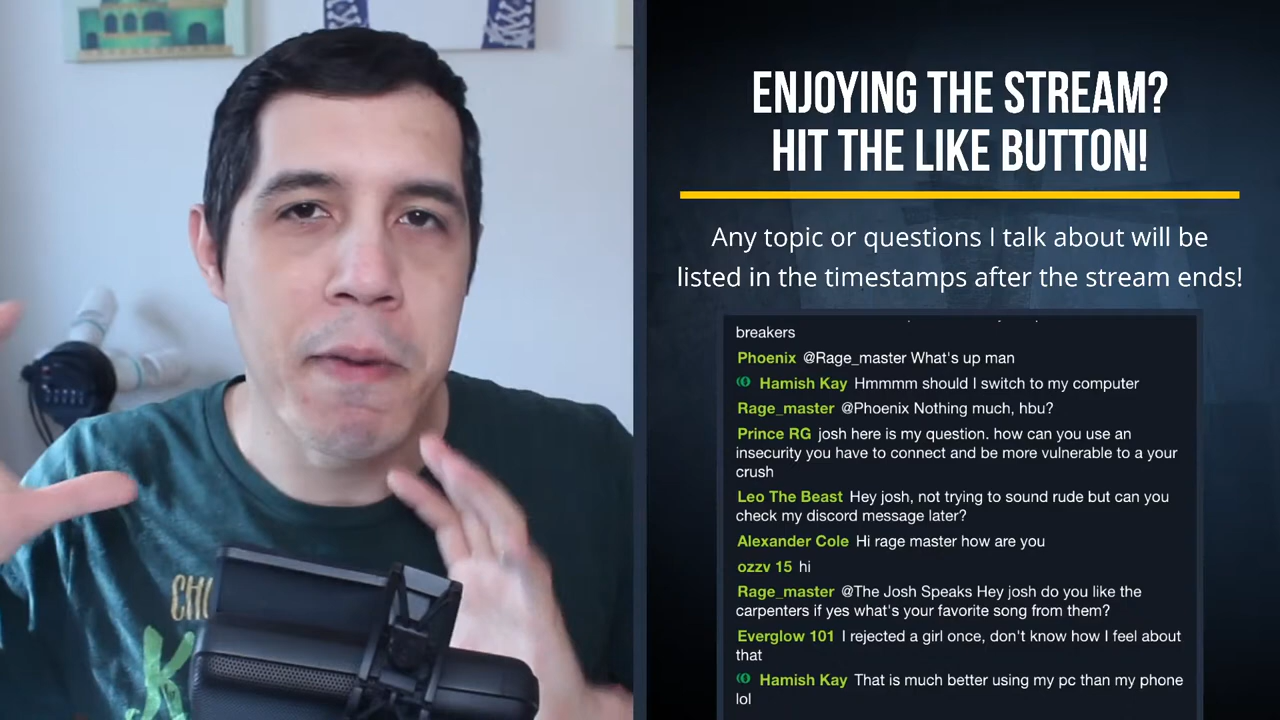 ENJOYING THE STREAM?
HIT THE LIKE BUTTON!
Any topic or questions I talk about will be
listed in the timestamps after the stream ends!
breakers
Phoenix @Rage_master What's up man
Hamish Kay Hmmmm should I switch to my computer
Rage_master @Phoenix Nothing much, hbu?
Prince RG josh here is my question. how can you use an
insecurity you have to connect and be more vulnerable to a your
crush
Leo The Beast Hey josh, not trying to sound rude but can you
check my discord message later?
Alexander Cole Hi rage master how are you
ozzv 15 hi
Rage_master @The Josh Speaks Hey josh do you like the
carpenters if yes what's your favorite song from them?
Everglow 101 I rejected a girl once, don't know how I feel about
that
Hamish Kay That is much better using my pc than my phone
lol